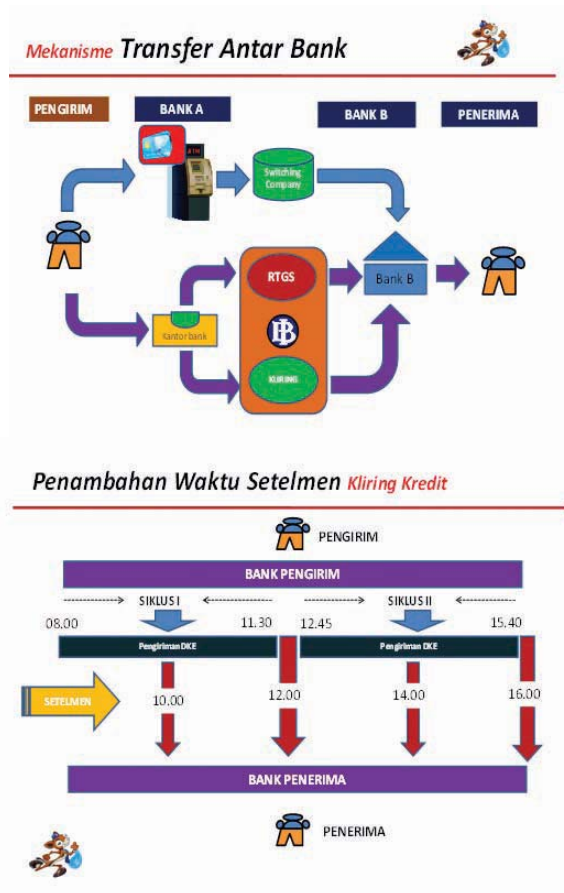 Mekanisme Transfer Antar Bank
PENGIRIM
BANK A
BANK B
PENERIMA
ATM
Switching
Company
RTGS
Bank B
Kantor bank
KLIRING
Penambahan Waktu Setelmen Kliring Kredit
PENGIRIM
BANK PENGIRIM
SIKLUS I
SIKLUS II
08.00
11.30
12.45
15.40
Pengiriman DKE
Pengiriman DKE
SETELMEN
10.00
12.00
14.00
16.00
BANK PENERIMA
PENERIMA